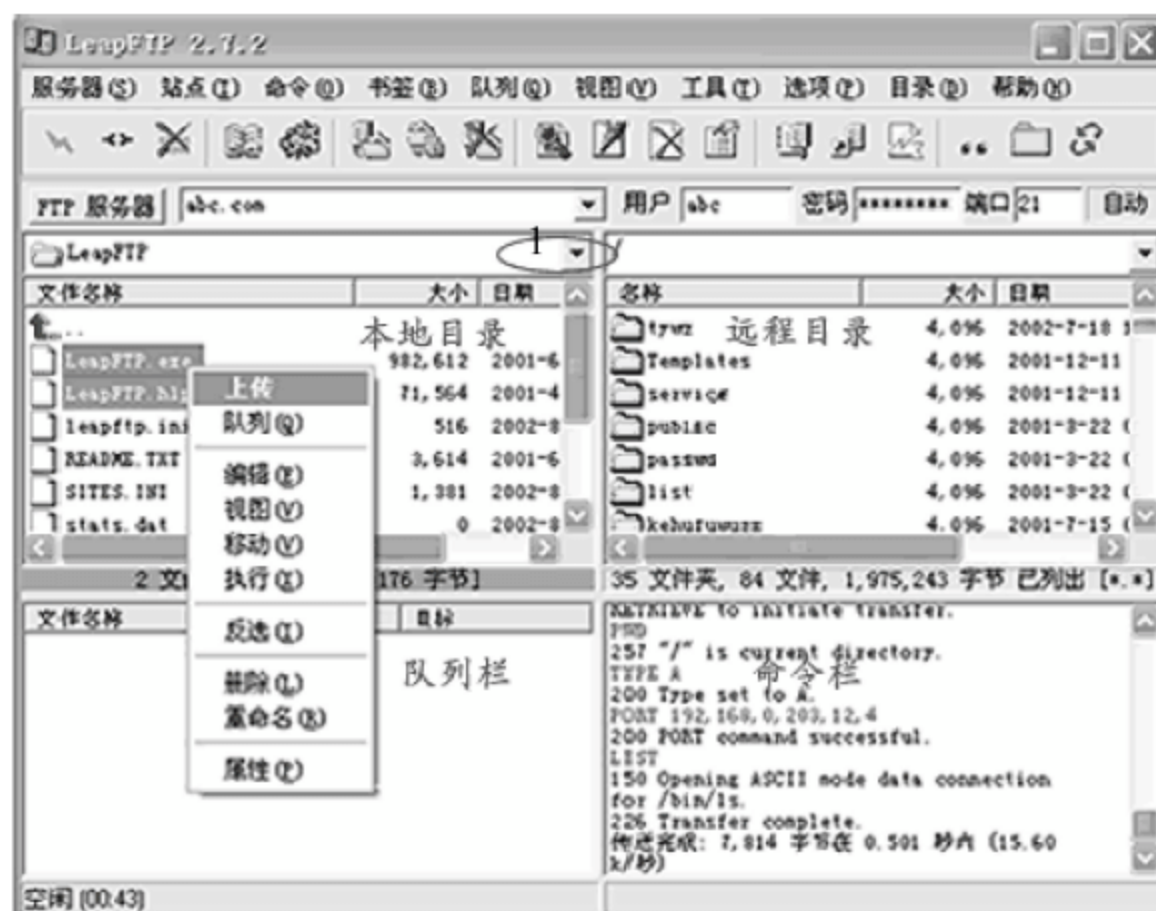 LeapFTP 2.7.2
服务器(S) 站点(T) 命令(O) 书签(B) 队列(Q) 视图(V) 工具(T) 选项(P) 目录(D) 帮助(H)
FTP 服务器 abc.com 用户 abc 密码 ******** 端口 21 自动
LeapFTP 1 /
文件名称 大小 日期 名称 大小 日期
.. 本地目录 tywz 远程目录 4,096 2002-7-18
LeapFTP.exe 982,612 2001-6 Templates 4,096 2001-12-11
LeapFTP.hlp 71,564 2001-4 service 4,096 2001-12-11
leapftp.ini 516 2002-8 public 4,096 2001-3-22
README.TXT 3,614 2001-6 passwd 4,096 2001-3-22
SITES.INI 1,381 2002-8 list 4,096 2001-3-22
stats.dat 0 2002-8 4,096 2001-7-15
上传
队列(Q)
编辑(E)
视图(V)
移动(V)
执行(X)
反选(I)
删除(L)
重命名(R)
属性(P)
2 176 字节]
35 文件夹, 84 文件, 1,975,243 字节 已列出 [*.*]
文件名称 目标
队列栏
RETRIEVE to initiate transfer.
PWD
257 "/" is current directory.
TYPE A 命令栏
200 Type set to A.
PORT 192,168,0,203,12,4
200 PORT command successful.
LIST
150 Opening ASCII mode data connection
for /bin/ls.
226 Transfer complete.
传送完成: 7,814 字节在 0.501 秒内 (15.60
k/秒)
空闲 (00:43)